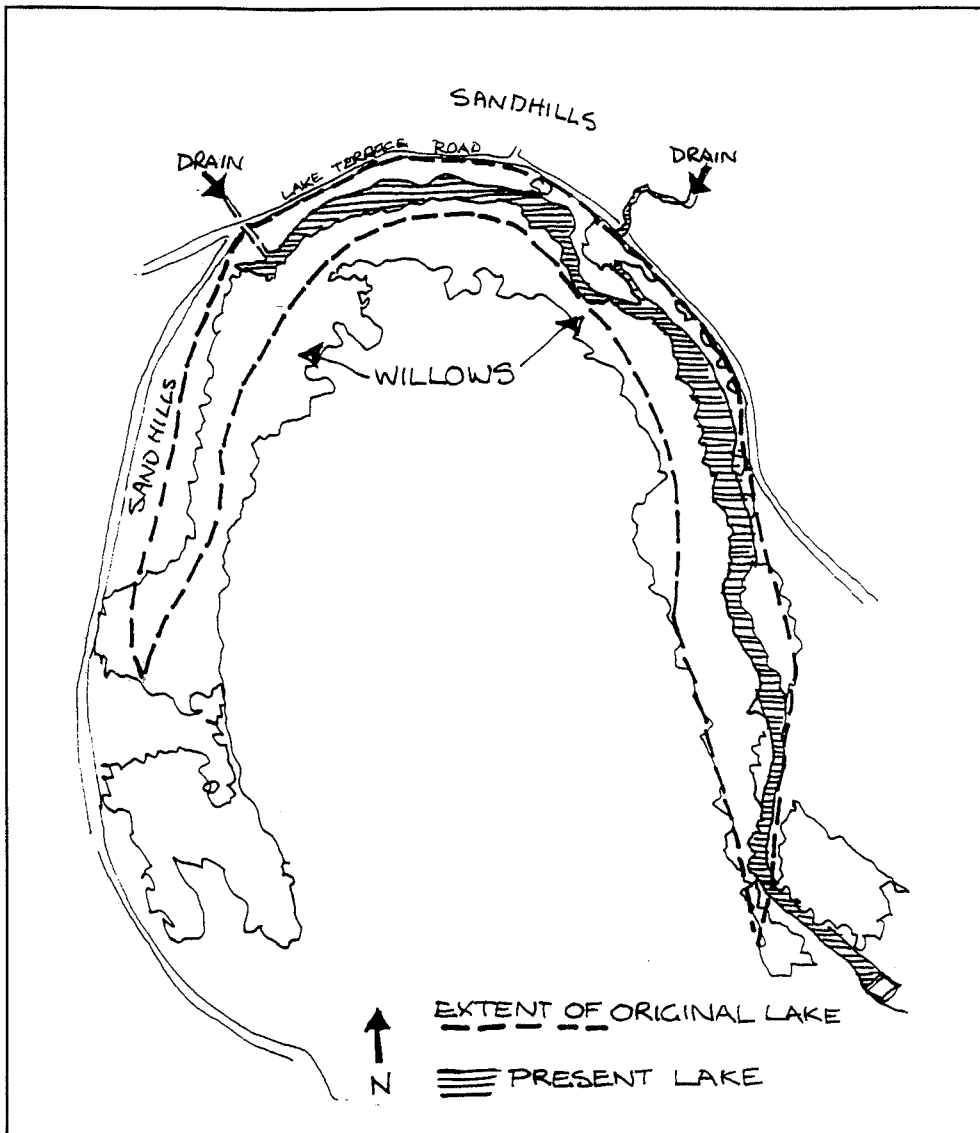 SANDHILLS
DRAIN
LAKE TERRACE ROAD
DRAIN
WILLOWS
SAND HILLS
EXTENT OF ORIGINAL LAKE
N
PRESENT LAKE